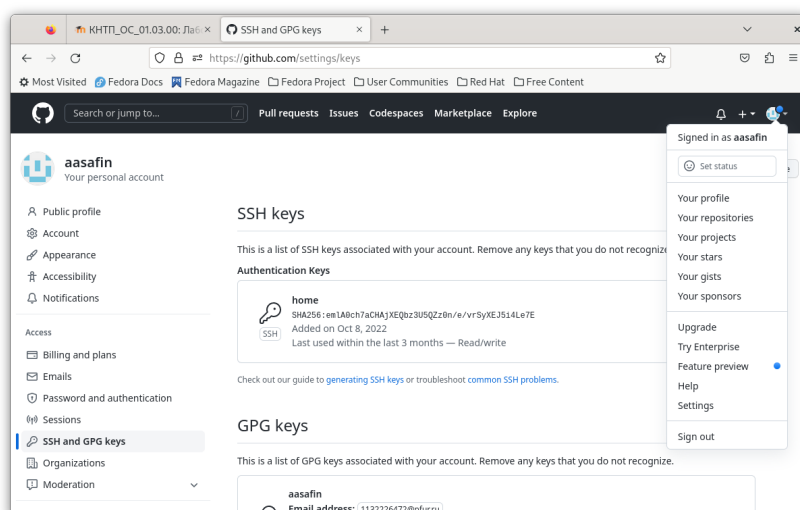 КНТП_ОС_01.03.00: Лаб
SSH and GPG keys
https://github.com/settings/keys
Most Visited
Fedora Docs
Fedora Magazine
Fedora Project
User Communities
Red Hat
Free Content
Search or jump to...
/
Pull requests
Issues
Codespaces
Marketplace
Explore
Signed in as aasafin
Set status
Your profile
Your repositories
Your projects
Your stars
Your gists
Your sponsors
Upgrade
Try Enterprise
Feature preview
Help
Settings
Sign out
aasafin
Your personal account
Public profile
Account
Appearance
Accessibility
Notifications
Access
Billing and plans
Emails
Password and authentication
Sessions
SSH and GPG keys
Organizations
Moderation
SSH keys
This is a list of SSH keys associated with your account. Remove any keys that you do not recognize
Authentication Keys
home
SHA256:emlA0ch7aCHAjXEQbz3U5QZz0n/e/vrSyXEJ5i4Le7E
SSH
Added on Oct 8, 2022
Last used within the last 3 months — Read/write
Check out our guide to generating SSH keys or troubleshoot common SSH problems.
GPG keys
This is a list of GPG keys associated with your account. Remove any keys that you do not recognize.
aasafin
Email address: 1132226472@pfur.ru